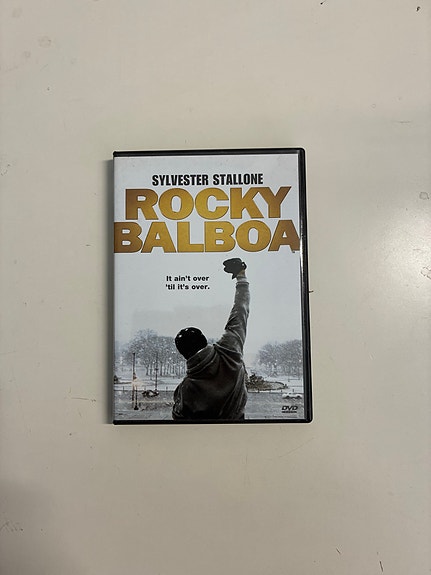 SYLVESTER STALLONE
ROCKY
BALBOA
It ain't over
'til it's over.
DVD